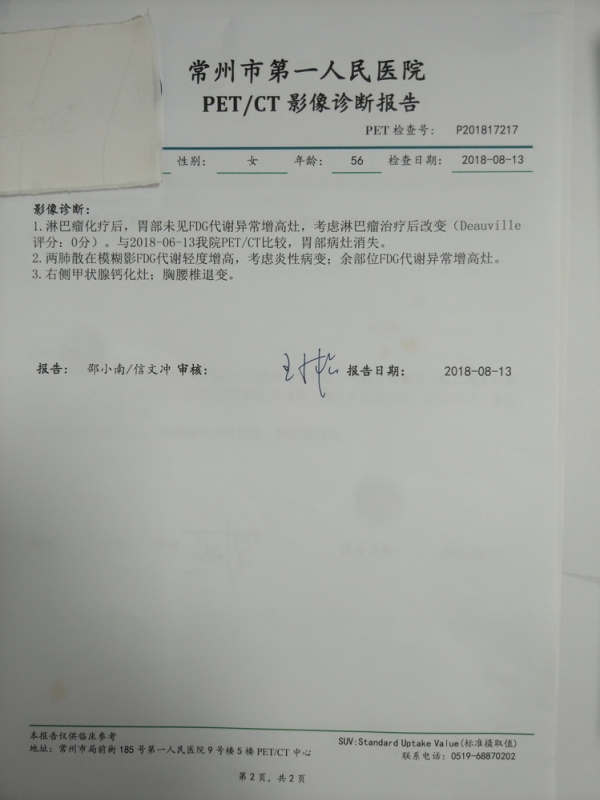 常州市第一人民医院
PET/CT 影像诊断报告
PET 检查号: P201817217
性别: 女 年龄: 56 检查日期: 2018-08-13
影像诊断:
1.淋巴瘤化疗后，胃部未见FDG代谢异常增高灶，考虑淋巴瘤治疗后改变（Deauville
评分：0分）。与2018-06-13我院PET/CT比较，胃部病灶消失。
2.两肺散在模糊影FDG代谢轻度增高，考虑炎性病变；余部位FDG代谢异常增高灶。
3.右侧甲状腺钙化灶；胸腰椎退变。
报告: 邵小南/信文冲 审核: 报告日期: 2018-08-13
本报告仅供临床参考
SUV:Standard Uptake Value(标准摄取值)
地址: 常州市局前街185号第一人民医院9号楼5楼PET/CT中心
联系电话: 0519-68870202
第2页, 共2页